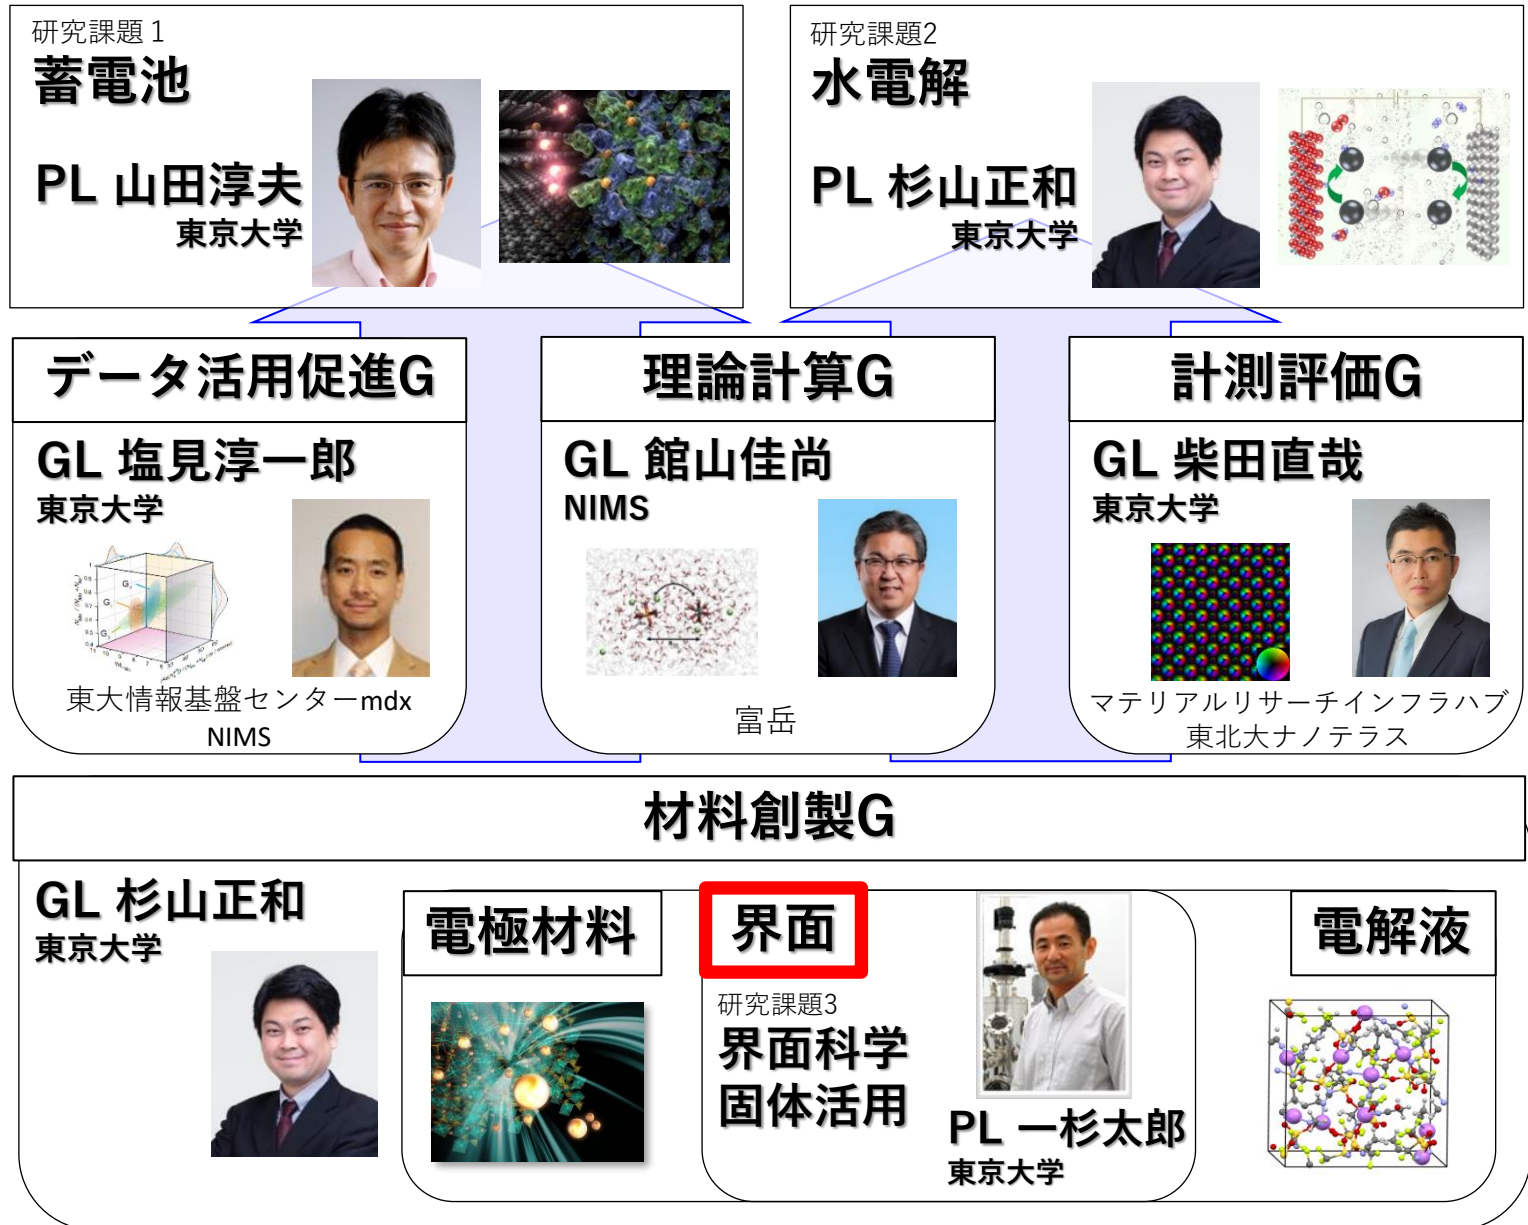 研究課題１
蓄電池
PL 山田淳夫
東京大学
研究課題2
水電解
PL 杉山正和
東京大学
データ活用促進G
GL 塩見淳一郎
東京大学
東大情報基盤センターmdx
NIMS
理論計算G
GL 館山佳尚
NIMS
富岳
計測評価G
GL 柴田直哉
東京大学
マテリアルリサーチインフラハブ
東北大ナノテラス
材料創製G
GL 杉山正和
東京大学
電極材料
界面
研究課題3
界面科学
固体活用
PL 一杉太郎
東京大学
電解液